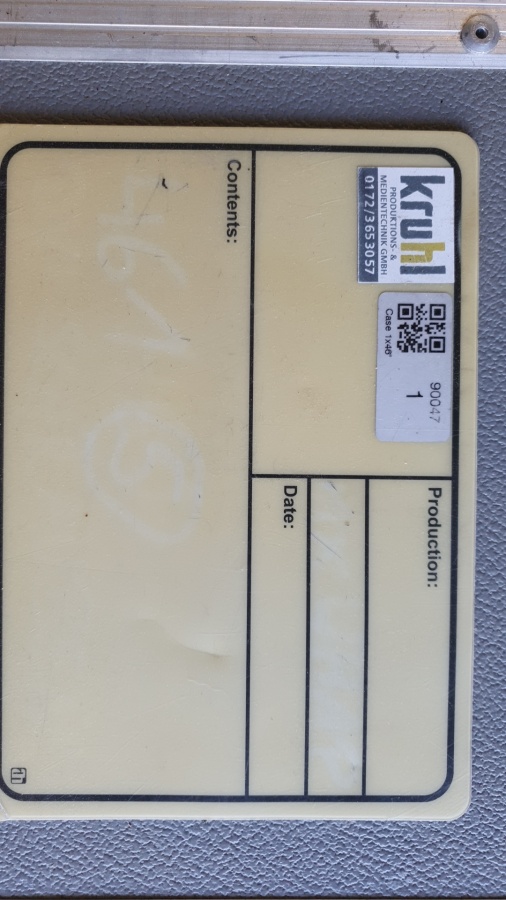 kruhl
PRODUKTIONS- &
MEDIENTECHNIK GMBH
0172/3653057
90047
1
Case 1x46"
Production:
Date:
Contents: